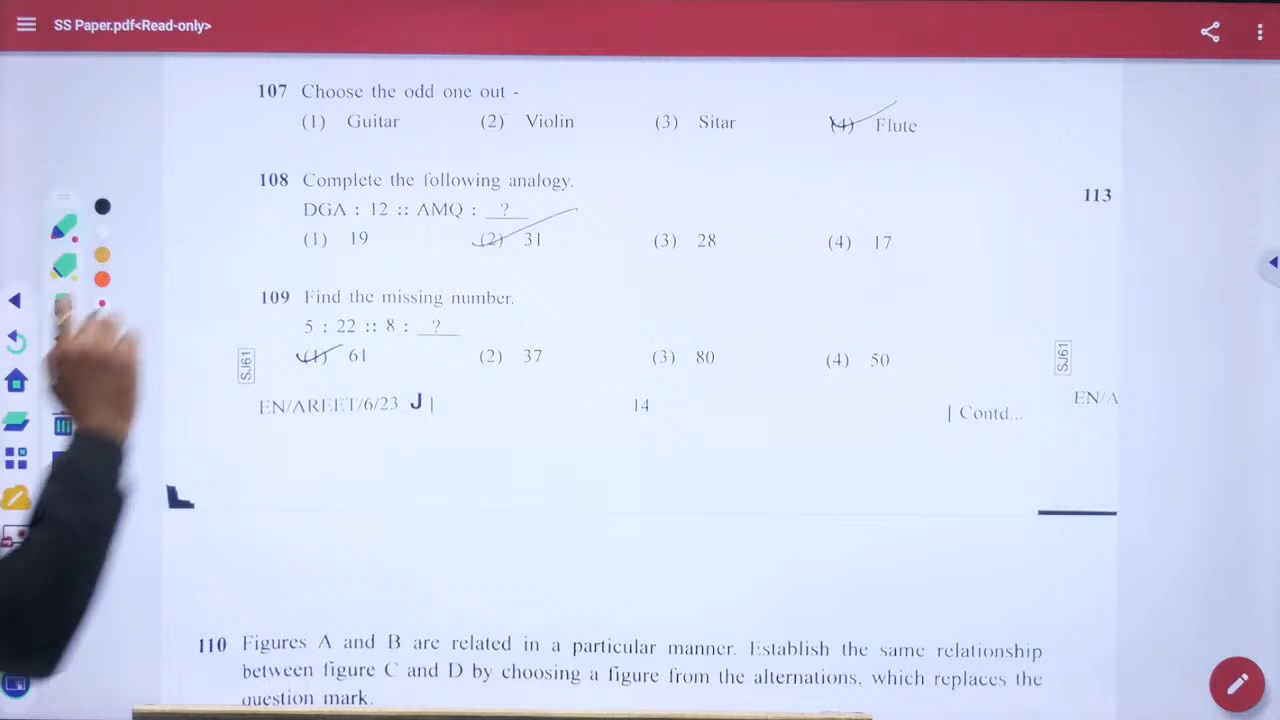 SS Paper.pdf<Read-only>
107 Choose the odd one out -
(1) Guitar (2) Violin (3) Sitar (4) Flute
108 Complete the following analogy.
DGA : 12 :: AMQ : ?
(1) 19 (2) 31 (3) 28 (4) 17
113
109 Find the missing number.
5 : 22 :: 8 : ?
(1) 61 (2) 37 (3) 80 (4) 50
SJ61
SJ61
EN/AREET/6/23 J | 14 | Contd...
EN/A
110 Figures A and B are related in a particular manner. Establish the same relationship
between figure C and D by choosing a figure from the alternations, which replaces the
question mark.